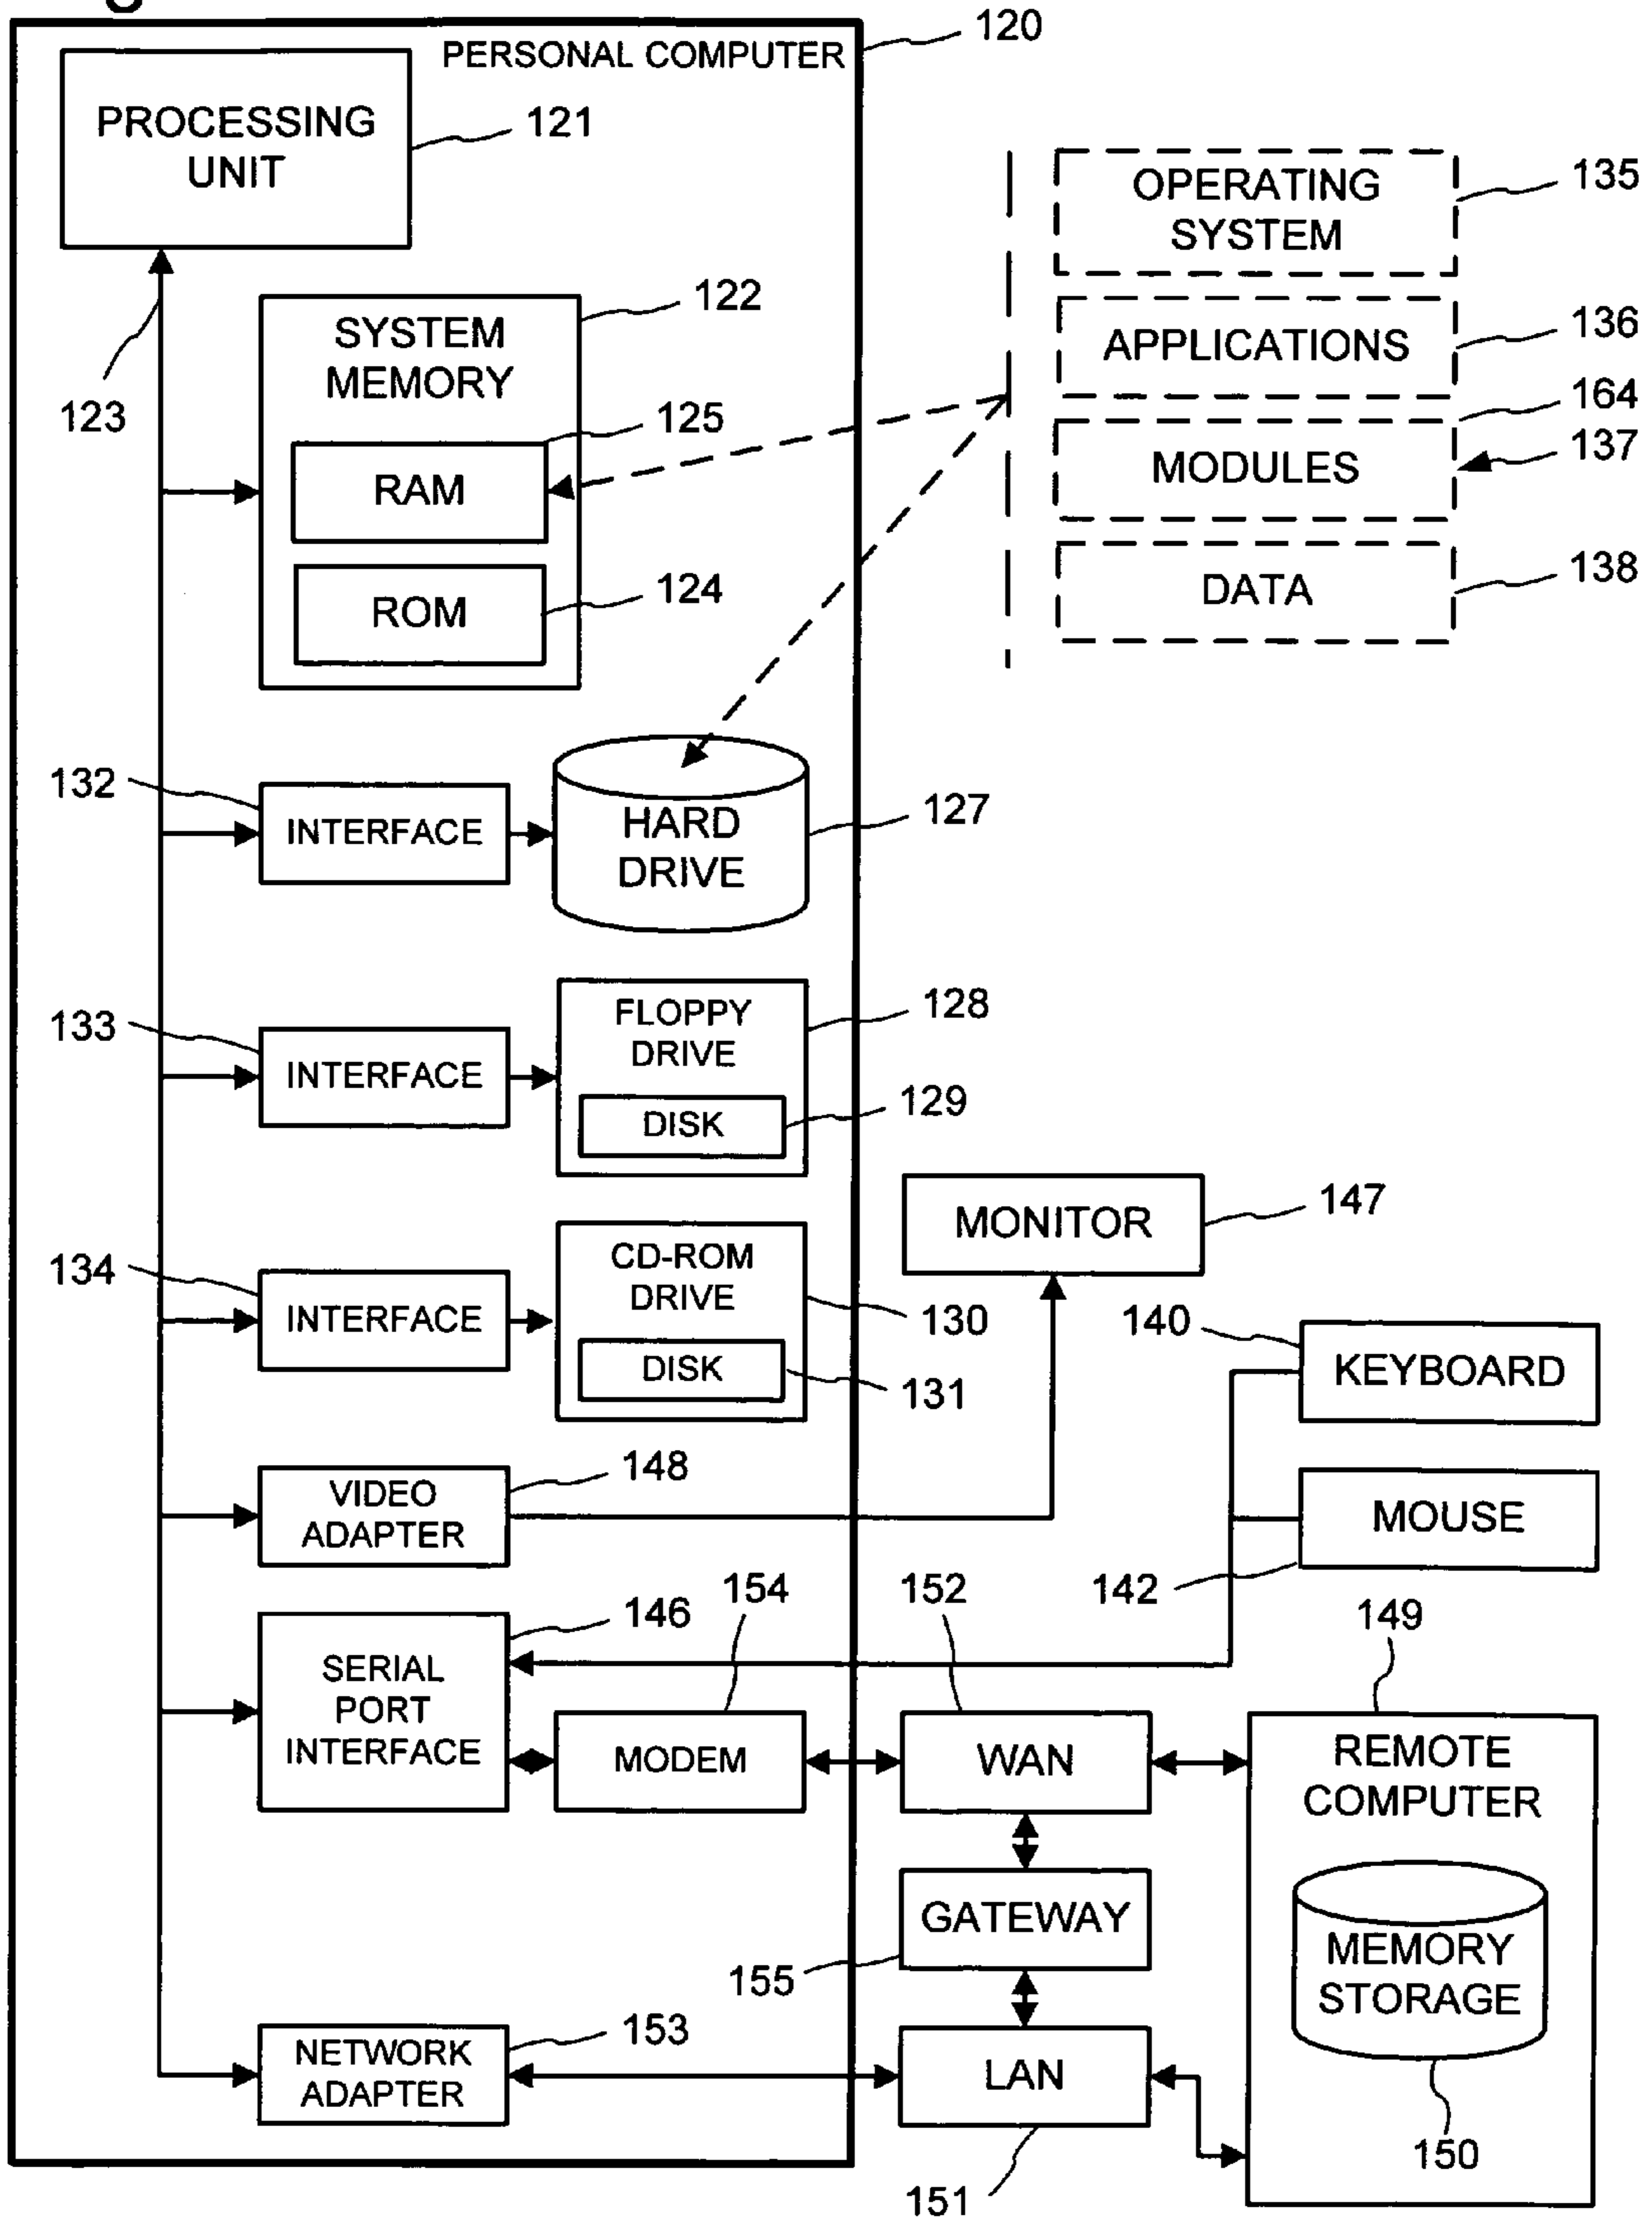 PERSONAL COMPUTER
120
PROCESSING
UNIT
121
123
SYSTEM
MEMORY
122
RAM
125
ROM
124
OPERATING
SYSTEM
135
APPLICATIONS
136
164
MODULES
137
DATA
138
132
INTERFACE
HARD
DRIVE
127
133
INTERFACE
FLOPPY
DRIVE
128
DISK
129
134
INTERFACE
CD-ROM
DRIVE
130
DISK
131
MONITOR
147
140
KEYBOARD
MOUSE
142
VIDEO
ADAPTER
148
SERIAL
PORT
INTERFACE
146
MODEM
154
WAN
152
149
REMOTE
COMPUTER
GATEWAY
155
MEMORY
STORAGE
150
NETWORK
ADAPTER
153
LAN
151